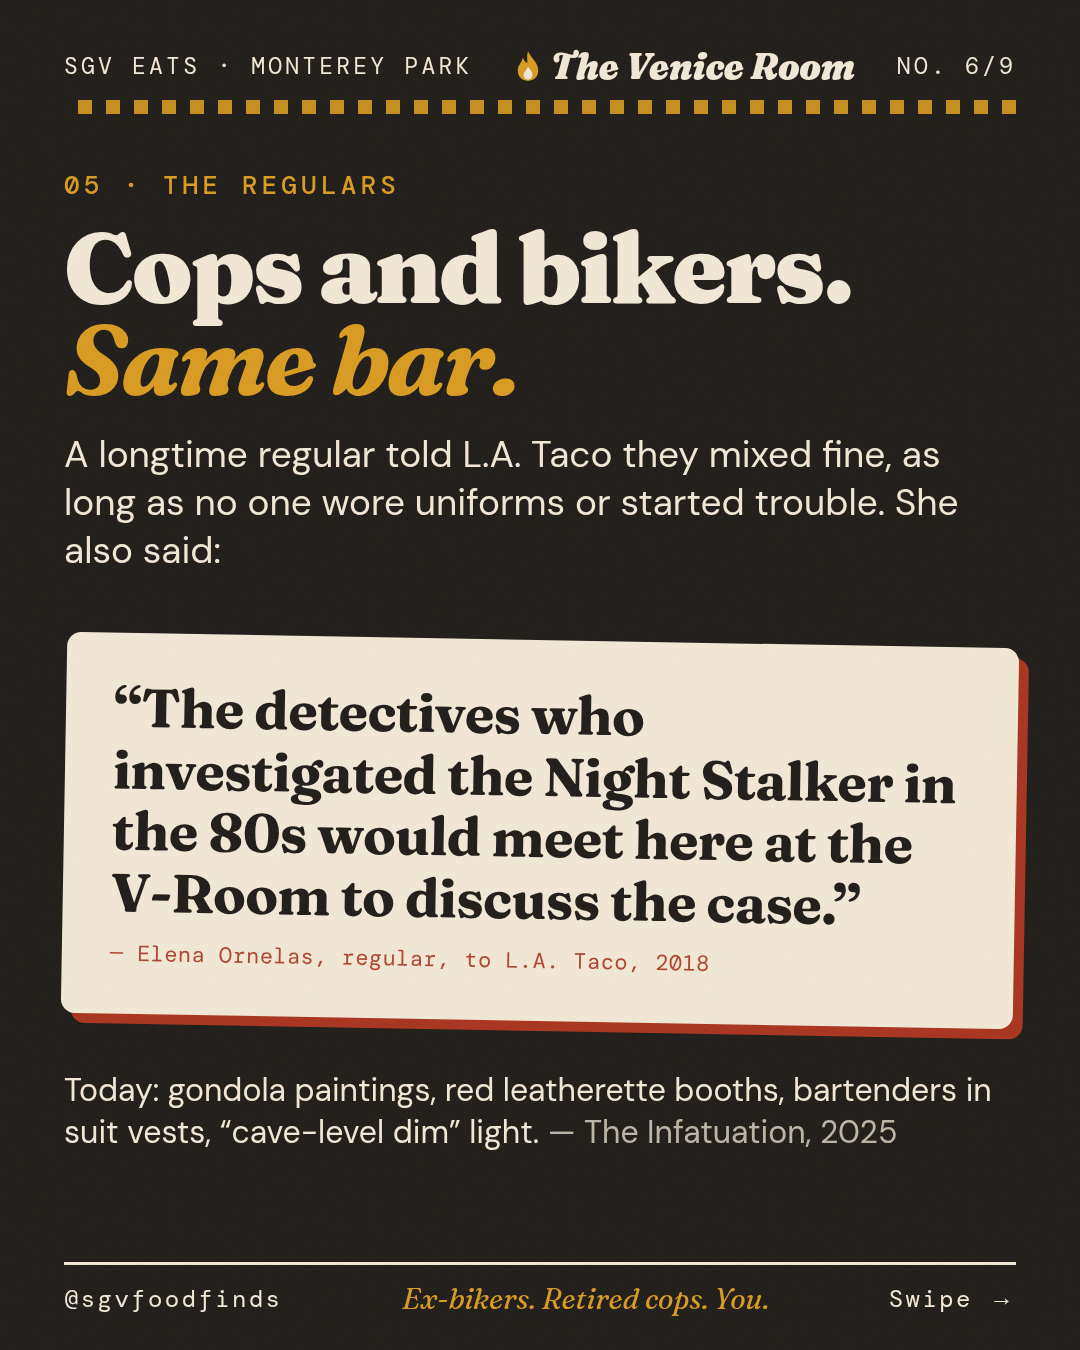 SGV EATS · MONTEREY PARK
The Venice Room
NO. 6/9
05 · THE REGULARS
Cops and bikers.
Same bar.
A longtime regular told L.A. Taco they mixed fine, as
long as no one wore uniforms or started trouble. She
also said:
“The detectives who
investigated the Night Stalker in
the 80s would meet here at the
V-Room to discuss the case.”
— Elena Ornelas, regular, to L.A. Taco, 2018
Today: gondola paintings, red leatherette booths, bartenders in
suit vests, “cave-level dim” light. — The Infatuation, 2025
@sgvfoodfinds
Ex-bikers. Retired cops. You.
Swipe →